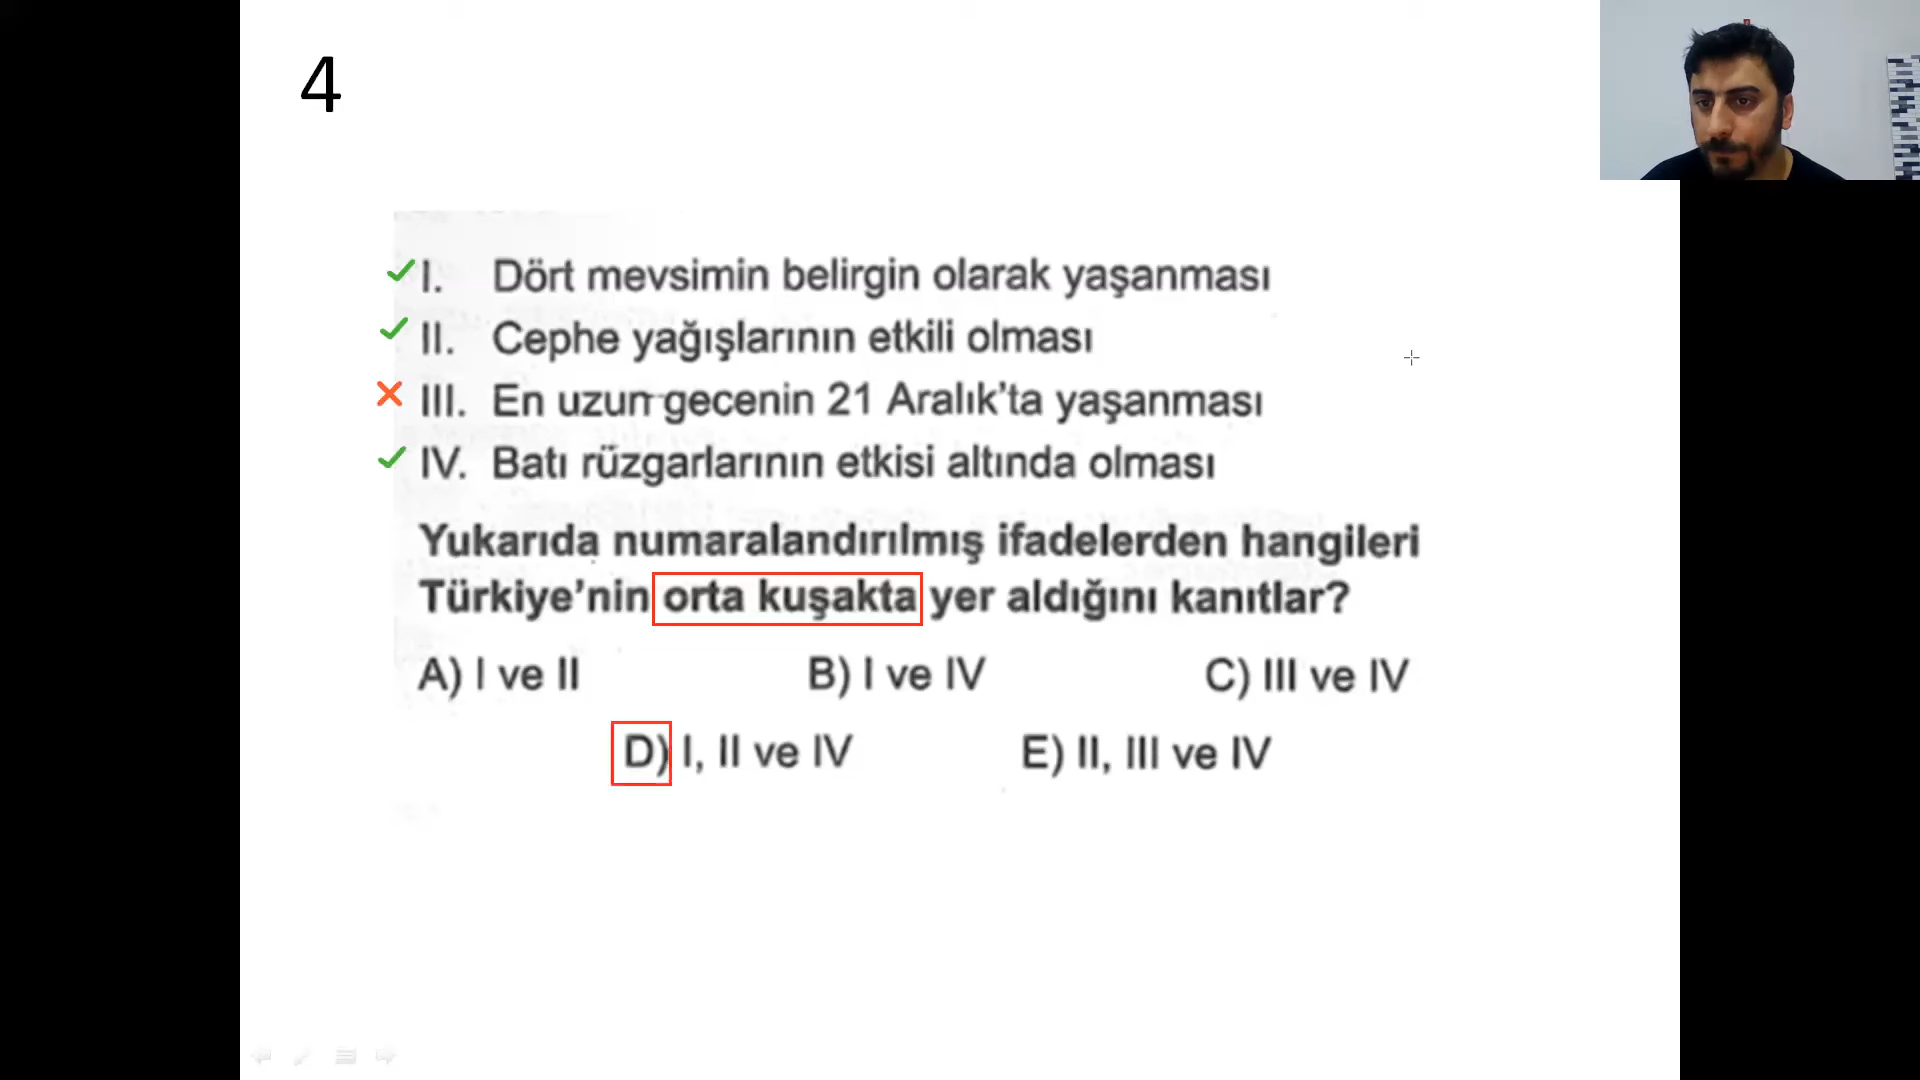 4
I. Dört mevsimin belirgin olarak yaşanması
II. Cephe yağışlarının etkili olması
III. En uzun gecenin 21 Aralık'ta yaşanması
IV. Batı rüzgarlarının etkisi altında olması
Yukarıda numaralandırılmış ifadelerden hangileri
Türkiye'nin orta kuşakta yer aldığını kanıtlar?
A) I ve II B) I ve IV C) III ve IV
D) I, II ve IV E) II, III ve IV